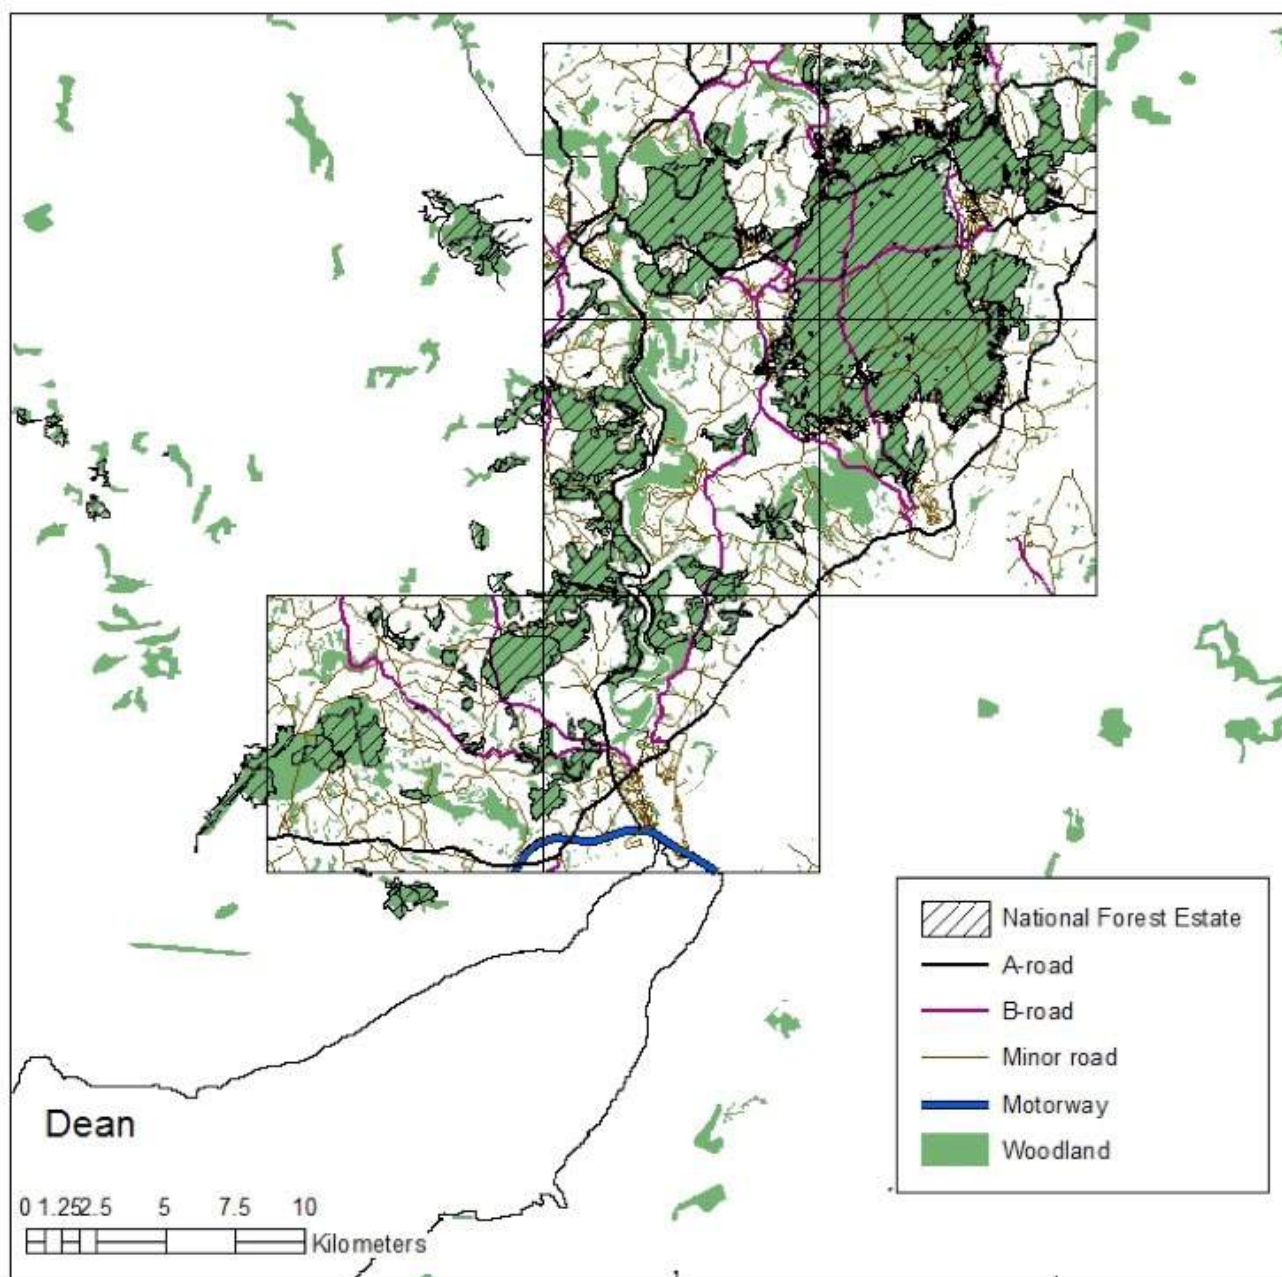 National Forest Estate
A-road
B-road
Minor road
Motorway
Woodland
Dean
0 1.252.5 5 7.5 10
Kilometers